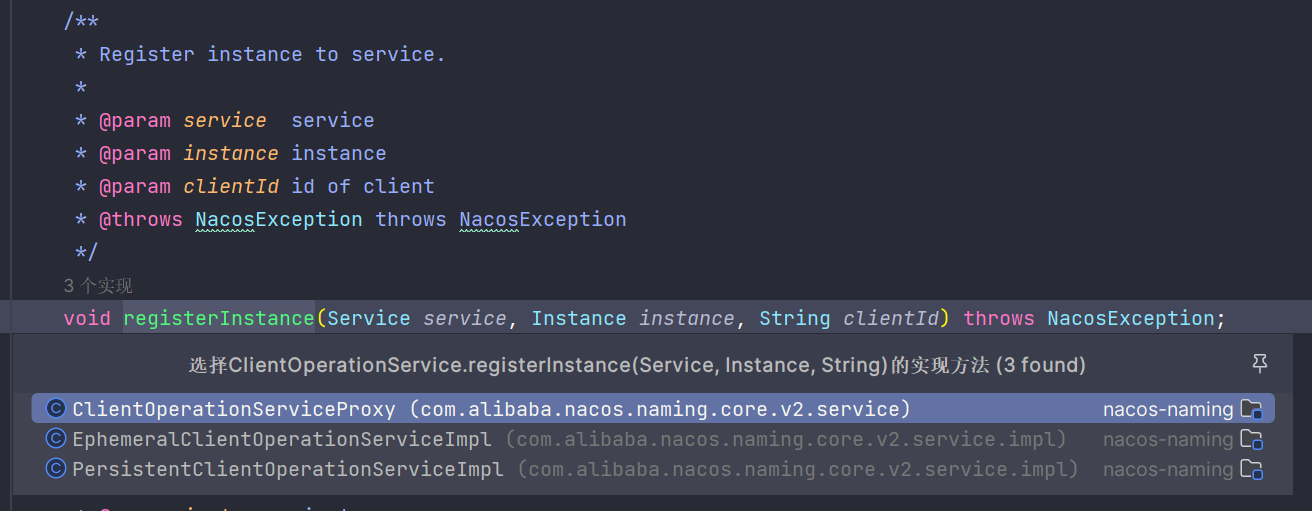 /**
* Register instance to service.
*
* @param service  service
* @param instance instance
* @param clientId id of client
* @throws NacosException throws NacosException
*/
3 个实现
void registerInstance(Service service, Instance instance, String clientId) throws NacosException;
选择ClientOperationService.registerInstance(Service, Instance, String)的实现方法 (3 found)
ClientOperationServiceProxy (com.alibaba.nacos.naming.core.v2.service) nacos-naming
EphemeralClientOperationServiceImpl (com.alibaba.nacos.naming.core.v2.service.impl) nacos-naming
PersistentClientOperationServiceImpl (com.alibaba.nacos.naming.core.v2.service.impl) nacos-naming